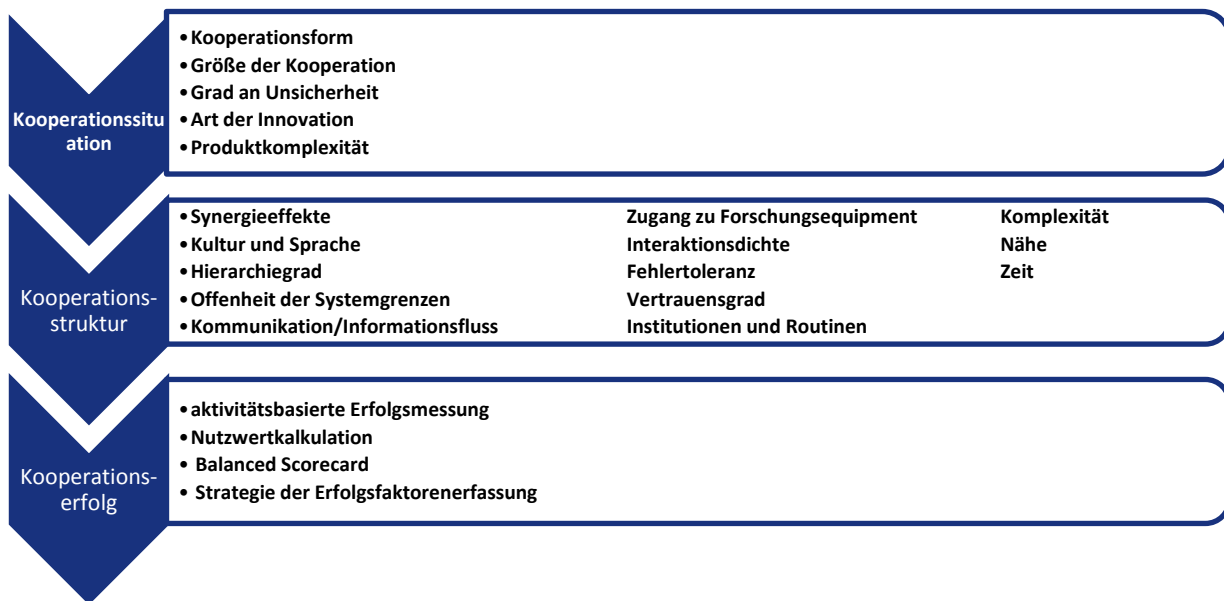 Kooperationssitu
ation
•Kooperationsform
•Größe der Kooperation
•Grad an Unsicherheit
•Art der Innovation
•Produktkomplexität
Kooperations-
struktur
•Synergieeffekte Zugang zu Forschungsequipment Komplexität
•Kultur und Sprache Interaktionsdichte Nähe
•Hierarchiegrad Fehlertoleranz Zeit
•Offenheit der Systemgrenzen Vertrauensgrad
•Kommunikation/Informationsfluss Institutionen und Routinen
Kooperations-
erfolg
•aktivitätsbasierte Erfolgsmessung
•Nutzwertkalkulation
• Balanced Scorecard
• Strategie der Erfolgsfaktorenerfassung